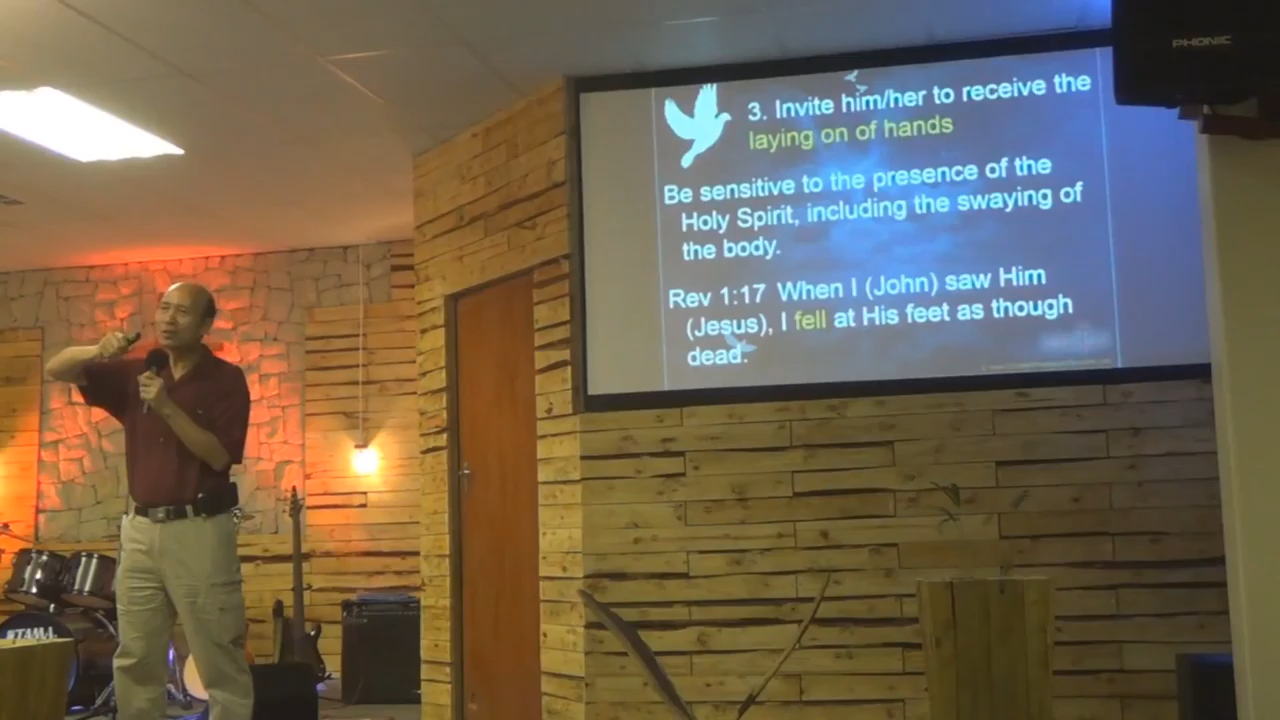 PHONIC
3. Invite him/her to receive the
laying on of hands
Be sensitive to the presence of the
Holy Spirit, including the swaying of
the body.
Rev 1:17 When I (John) saw Him
(Jesus), I fell at His feet as though
dead.
TAMA